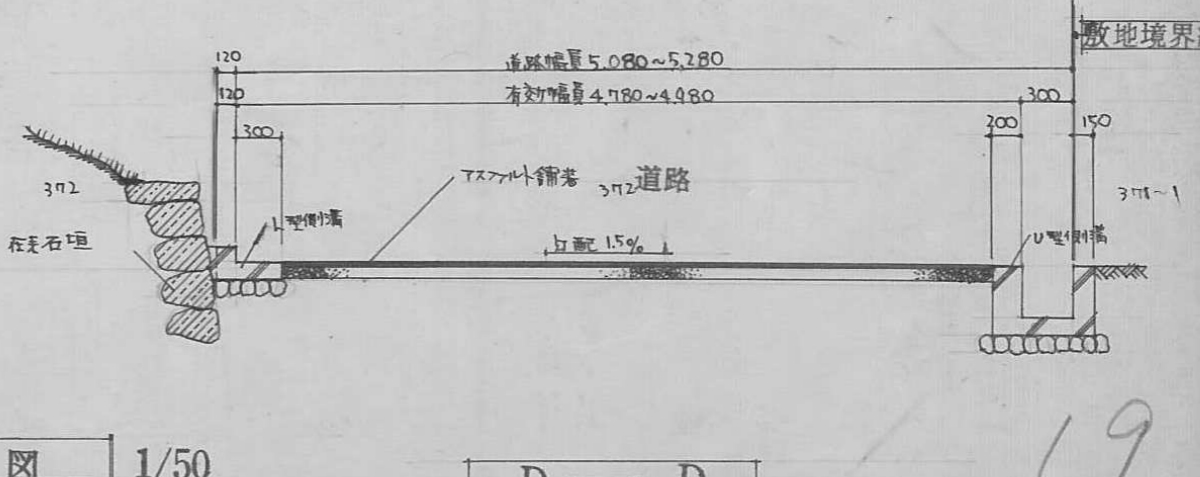 敷地境界
120
道路幅員 5.080~5.280
120
有効幅員 4.780~4.980
300
300
200
150
372
アスファルト舗装
372道路
L型側溝
在来石垣
勾配 1.5%
U型側溝
371~1
19
図
1/50
D
D